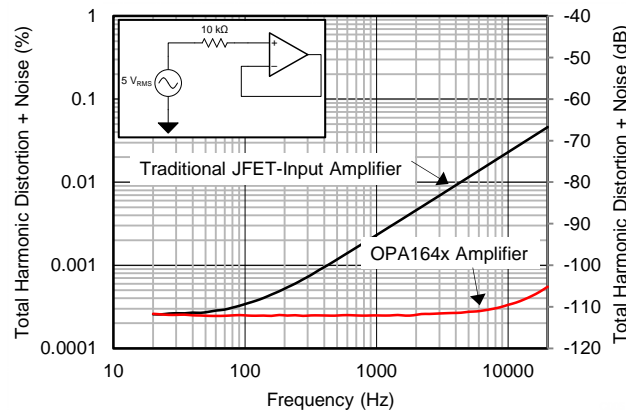 Total Harmonic Distortion + Noise (%)
1
0.1
0.01
0.001
0.0001
10 kΩ
+
−
5 VRMS
Traditional JFET-Input Amplifier
OPA164x Amplifier
-40
-50
-60
-70
-80
-90
-100
-110
-120
Total Harmonic Distortion + Noise (dB)
10
100
1000
10000
Frequency (Hz)